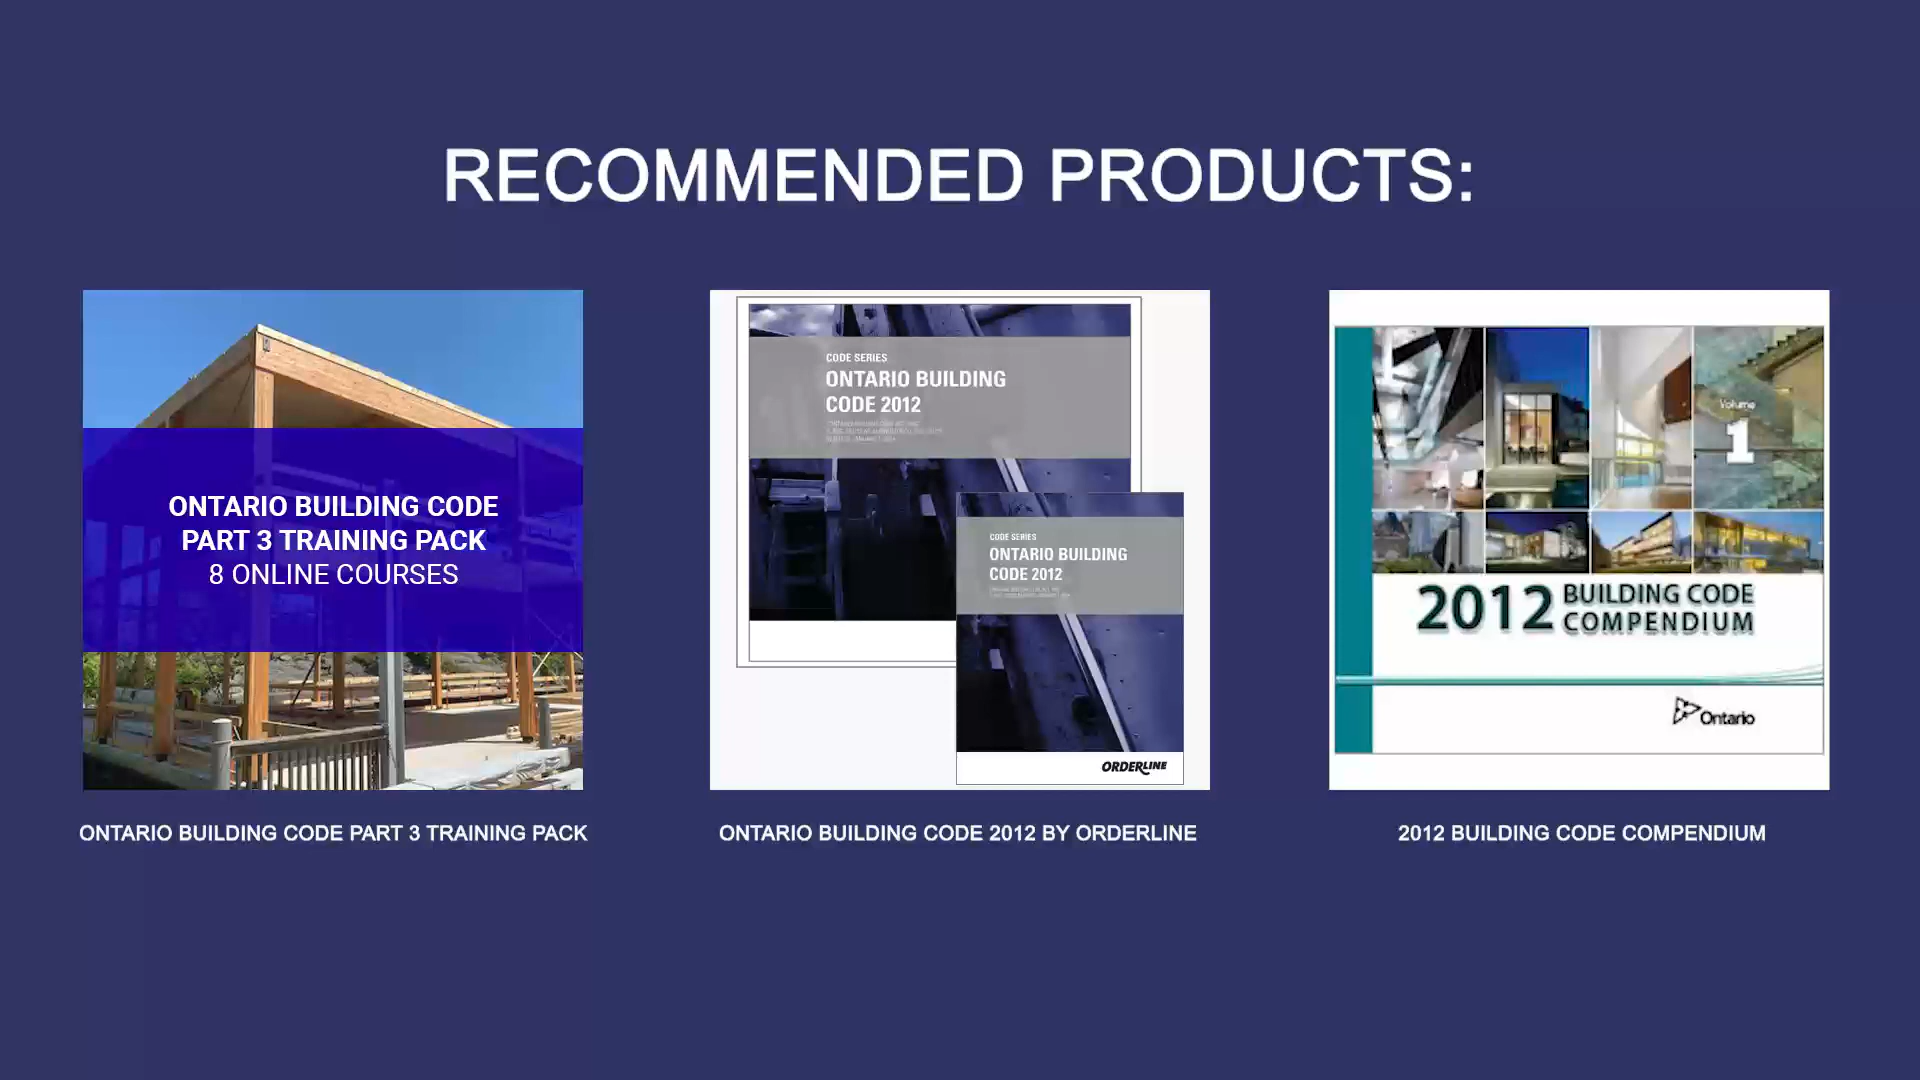 RECOMMENDED PRODUCTS:
ONTARIO BUILDING CODE
PART 3 TRAINING PACK
8 ONLINE COURSES
ONTARIO BUILDING CODE PART 3 TRAINING PACK
CODE SERIES
ONTARIO BUILDING
CODE 2012
CODE SERIES
ONTARIO BUILDING
CODE 2012
ORDERLINE
ONTARIO BUILDING CODE 2012 BY ORDERLINE
Volume
1
2012 BUILDING CODE
COMPENDIUM
Ontario
2012 BUILDING CODE COMPENDIUM